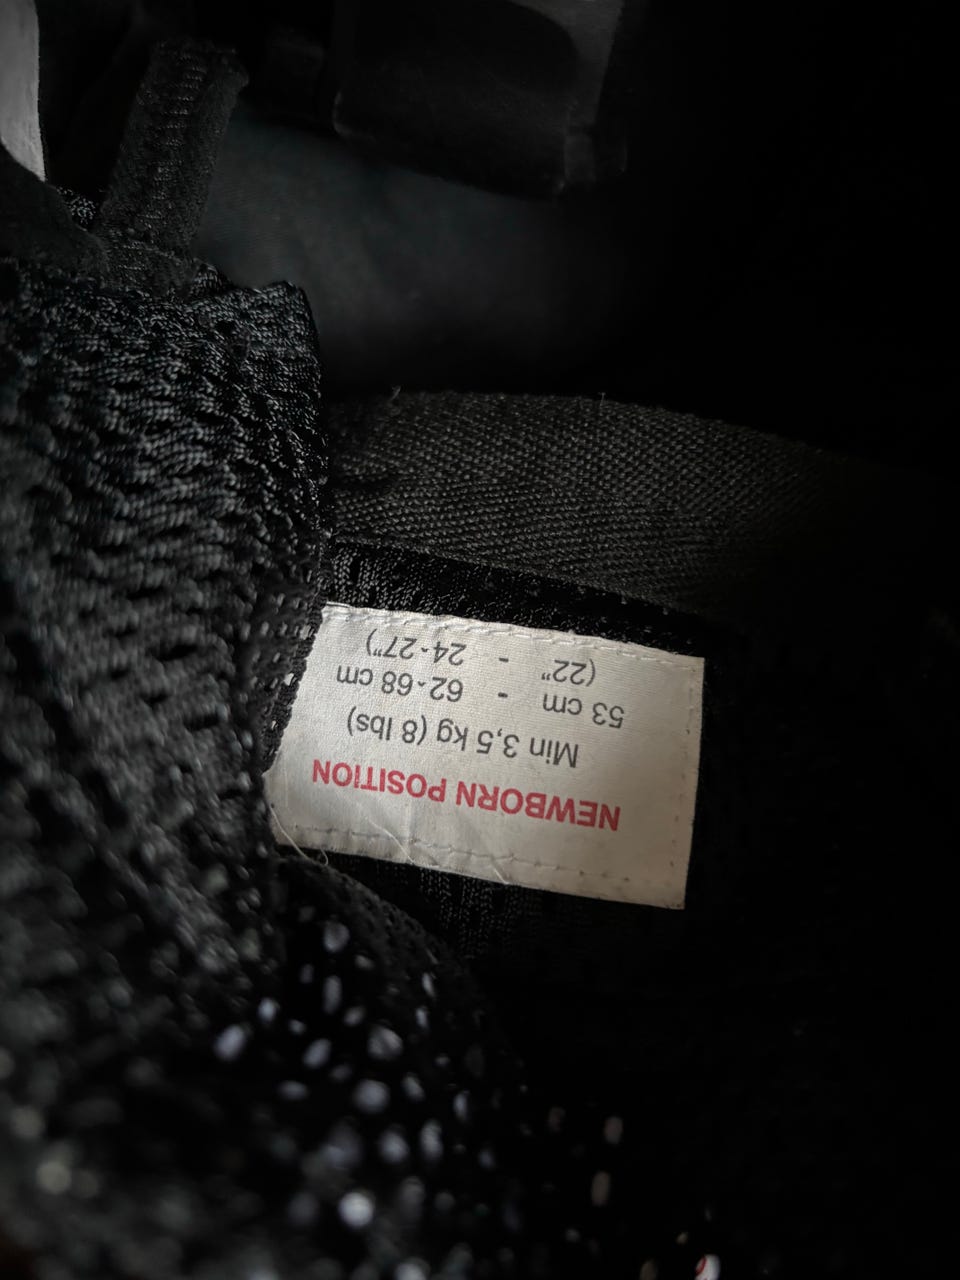 NEWBORN POSITION
Min 3,5 kg (8 lbs)
53 cm - 62-68 cm
(22" - 24-27")